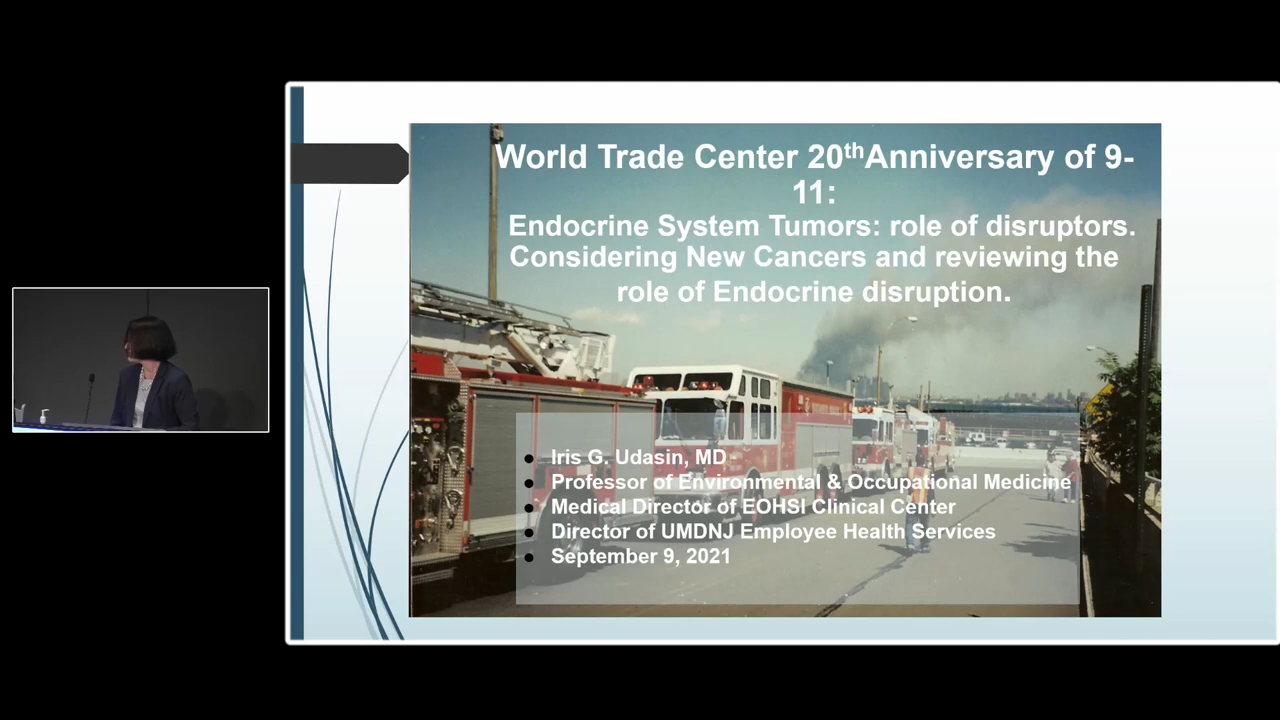 World Trade Center 20thAnniversary of 9-
11:
Endocrine System Tumors: role of disruptors.
Considering New Cancers and reviewing the
role of Endocrine disruption.
● Iris G. Udasin, MD
● Professor of Environmental & Occupational Medicine
● Medical Director of EOHSI Clinical Center
● Director of UMDNJ Employee Health Services
● September 9, 2021